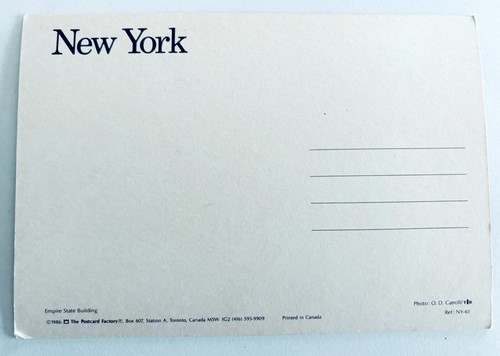 New York
Empire State Building
©1986 The Postcard Factory®, Box 607, Station A, Toronto, Canada M5W 1G2 (416) 595-9909
Printed in Canada
Photo: O. D. Carroll/
Ref: NY-61